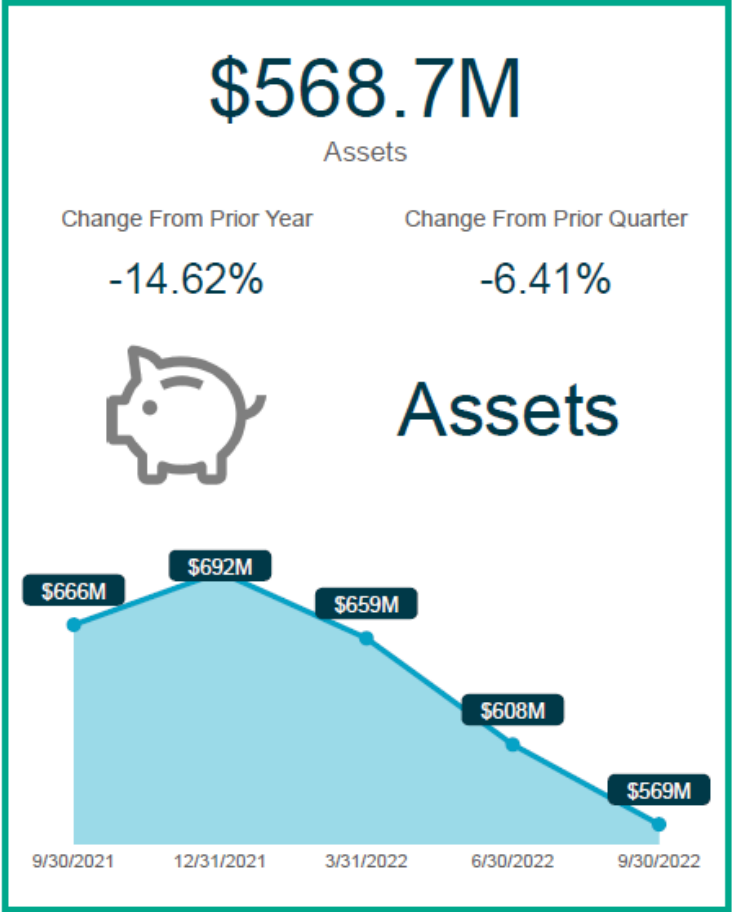 $568.7M
Assets
Change From Prior Year
Change From Prior Quarter
-14.62%
-6.41%
Assets
$666M
$692M
$659M
$608M
$569M
9/30/2021
12/31/2021
3/31/2022
6/30/2022
9/30/2022